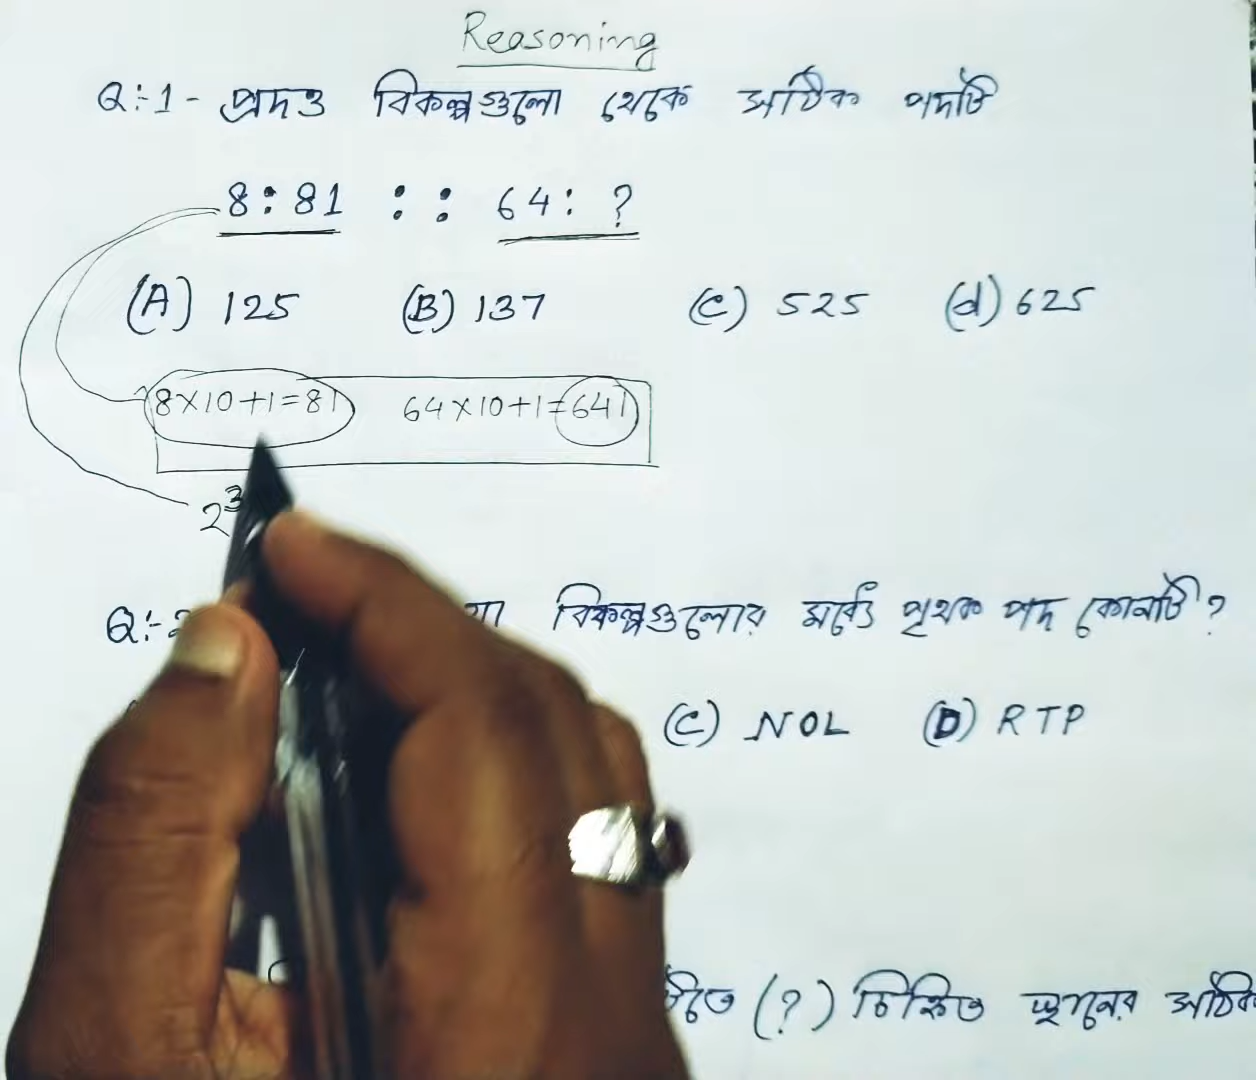 Reasoning
Q:-1- প্রদত্ত বিকল্পগুলো থেকে সঠিক পদটি
8:81 :: 64: ?
(A) 125 (B) 137 (C) 525 (d) 625
8×10+1=81 64×10+1=641
2³
Q:-2 বিকল্পগুলোর মধ্যে পৃথক পদ কোনটি?
(C) NOL (D) RTP
(?) চিহ্নিত স্থানের সঠিক